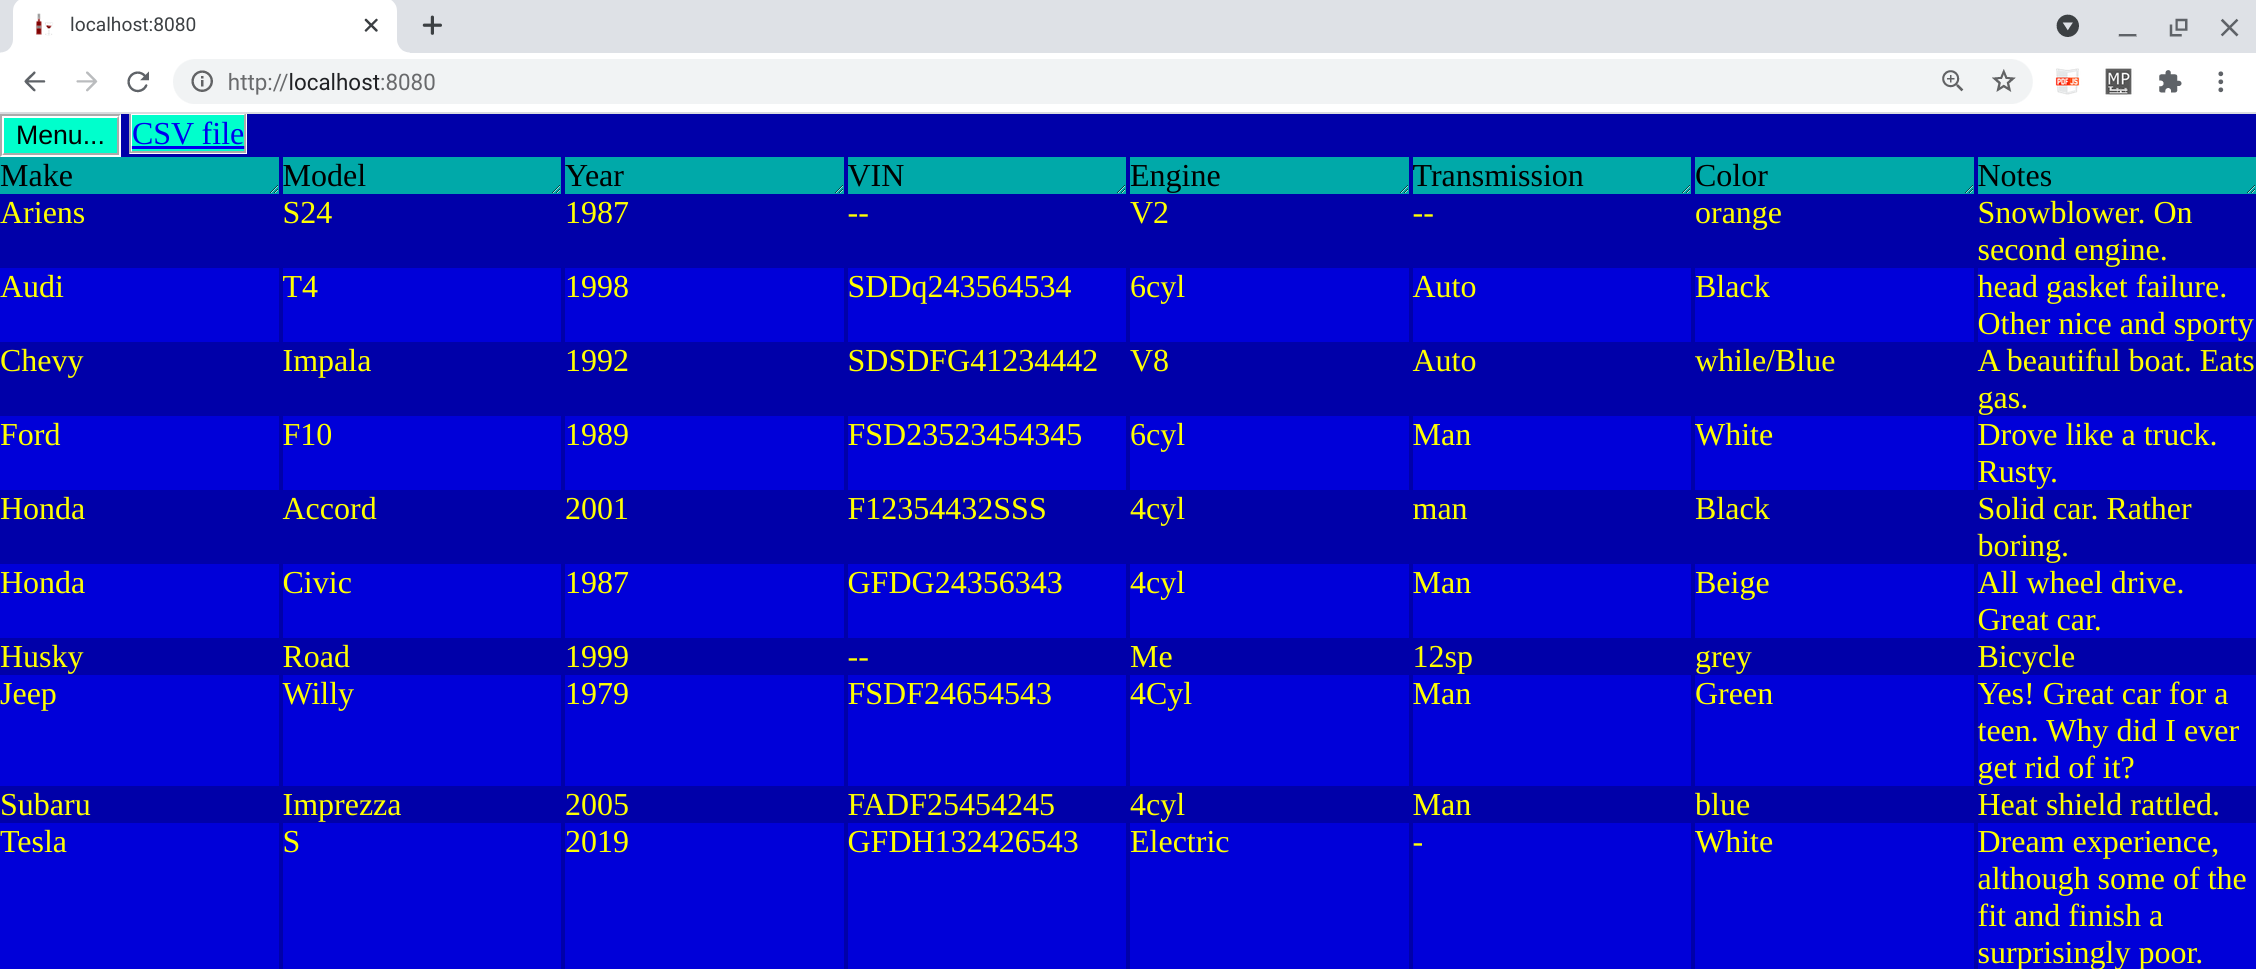 localhost:8080
http://localhost:8080
PDF.JS
MP
Menu... CSV file
Make Model Year VIN Engine Transmission Color Notes
Ariens S24 1987 -- V2 -- orange Snowblower. On
second engine.
Audi T4 1998 SDDq243564534 6cyl Auto Black head gasket failure.
Other nice and sporty
Chevy Impala 1992 SDSDFG41234442 V8 Auto while/Blue A beautiful boat. Eats
gas.
Ford F10 1989 FSD23523454345 6cyl Man White Drove like a truck.
Rusty.
Honda Accord 2001 F12354432SSS 4cyl man Black Solid car. Rather
boring.
Honda Civic 1987 GFDG24356343 4cyl Man Beige All wheel drive.
Great car.
Husky Road 1999 -- Me 12sp grey Bicycle
Jeep Willy 1979 FSDF24654543 4Cyl Man Green Yes! Great car for a
teen. Why did I ever
get rid of it?
Subaru Imprezza 2005 FADF25454245 4cyl Man blue Heat shield rattled.
Tesla S 2019 GFDH132426543 Electric - White Dream experience,
although some of the
fit and finish a
surprisingly poor.